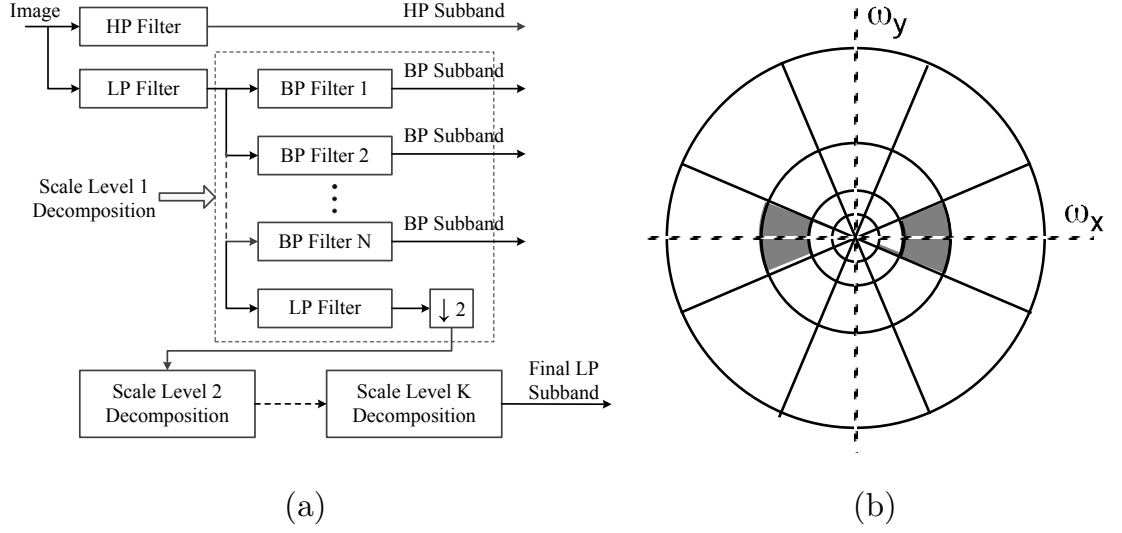 Image
HP Filter
HP Subband
LP Filter
BP Filter 1
BP Subband
BP Filter 2
BP Subband
Scale Level 1
Decomposition
BP Filter N
BP Subband
LP Filter
↓ 2
Scale Level 2
Decomposition
Scale Level K
Decomposition
Final LP
Subband
(a)
ωy
ωx
(b)